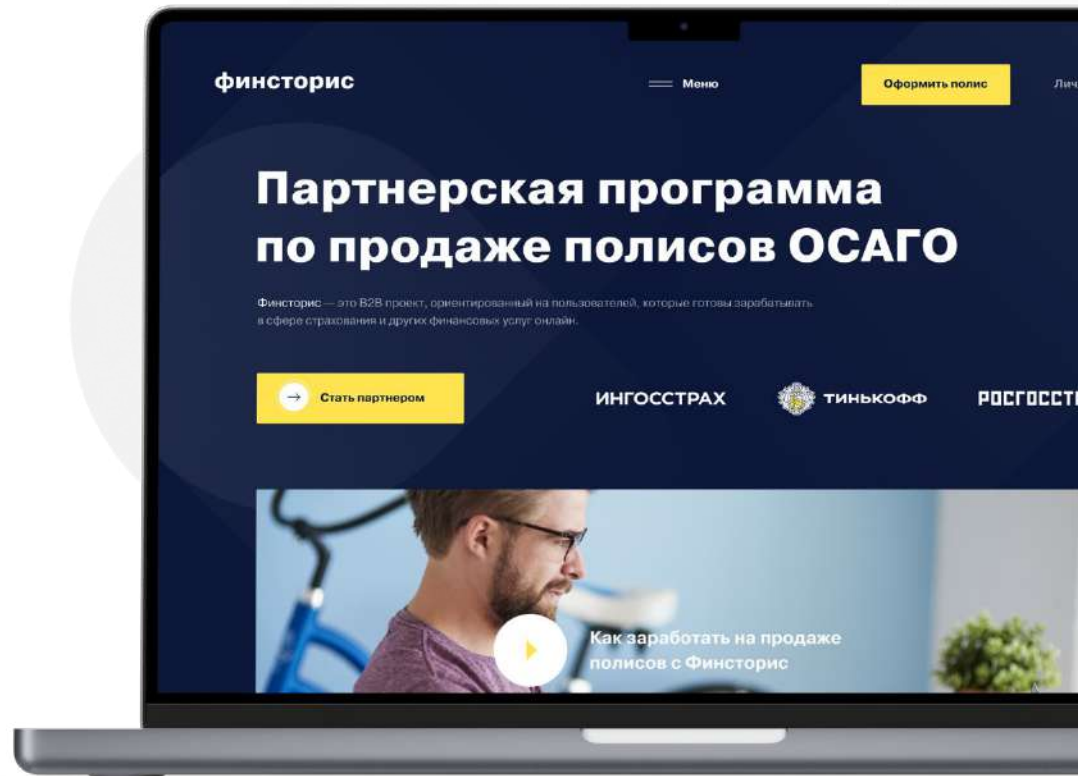 финсторис
Меню
Оформить полис
Партнерская программа
по продаже полисов ОСАГО
Финсторис — это B2B проект, ориентированный на пользователей, которые готовы зарабатывать
в сфере страхования и других финансовых услуг онлайн.
Стать партнером
ИНГОССТРАХ
ТИНЬКОФФ
Как заработать на продаже
полисов с Финсторис